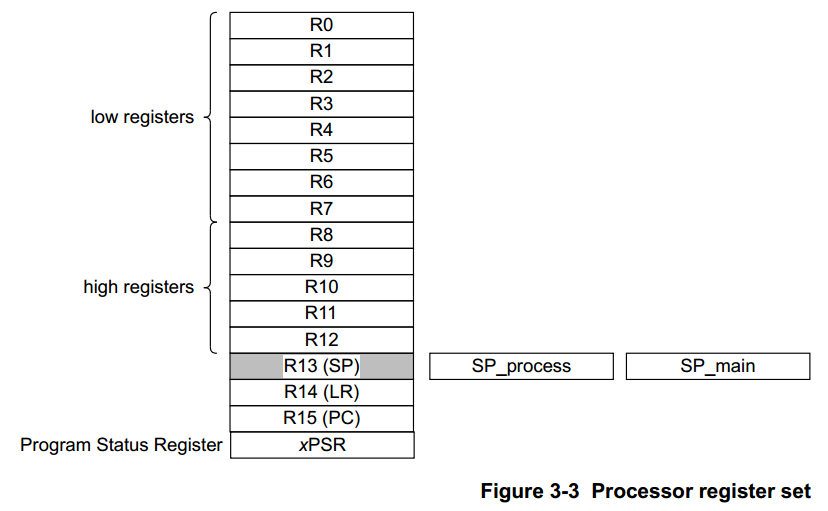 R0
R1
R2
low registers
R3
R4
R5
R6
R7
R8
R9
high registers
R10
R11
R12
R13 (SP) SP_process SP_main
R14 (LR)
R15 (PC)
Program Status Register xPSR
Figure 3-3 Processor register set